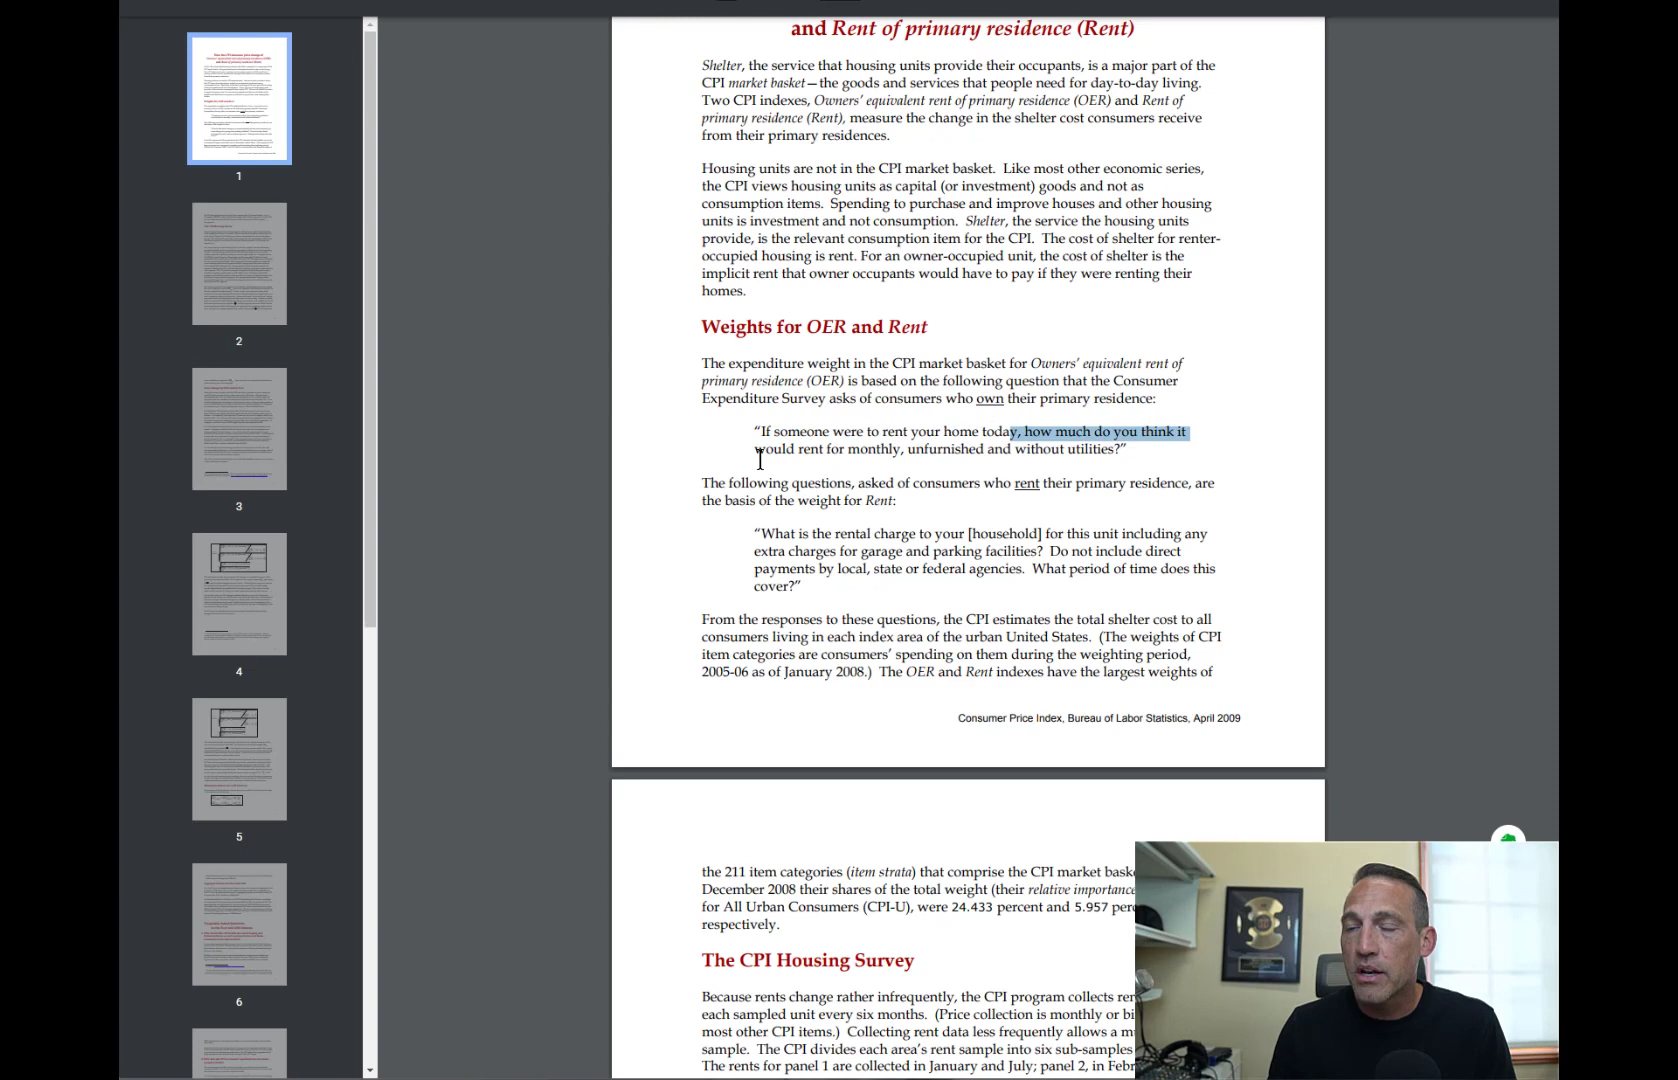 and Rent of primary residence (Rent)
Shelter, the service that housing units provide their occupants, is a major part of the
CPI market basket—the goods and services that people need for day-to-day living.
Two CPI indexes, Owners’ equivalent rent of primary residence (OER) and Rent of
primary residence (Rent), measure the change in the shelter cost consumers receive
from their primary residences.
Housing units are not in the CPI market basket. Like most other economic series,
the CPI views housing units as capital (or investment) goods and not as
consumption items. Spending to purchase and improve houses and other housing
units is investment and not consumption. Shelter, the service the housing units
provide, is the relevant consumption item for the CPI. The cost of shelter for renter-
occupied housing is rent. For an owner-occupied unit, the cost of shelter is the
implicit rent that owner occupants would have to pay if they were renting their
homes.
Weights for OER and Rent
The expenditure weight in the CPI market basket for Owners’ equivalent rent of
primary residence (OER) is based on the following question that the Consumer
Expenditure Survey asks of consumers who own their primary residence:
“If someone were to rent your home today, how much do you think it
would rent for monthly, unfurnished and without utilities?”
The following questions, asked of consumers who rent their primary residence, are
the basis of the weight for Rent:
“What is the rental charge to your [household] for this unit including any
extra charges for garage and parking facilities? Do not include direct
payments by local, state or federal agencies. What period of time does this
cover?”
From the responses to these questions, the CPI estimates the total shelter cost to all
consumers living in each index area of the urban United States. (The weights of CPI
item categories are consumers’ spending on them during the weighting period,
2005-06 as of January 2008.) The OER and Rent indexes have the largest weights of
Consumer Price Index, Bureau of Labor Statistics, April 2009
the 211 item categories (item strata) that comprise the CPI market bask
December 2008 their shares of the total weight (their relative importance
for All Urban Consumers (CPI-U), were 24.433 percent and 5.957 perc
respectively.
The CPI Housing Survey
Because rents change rather infrequently, the CPI program collects ren
each sampled unit every six months. (Price collection is monthly or bi
most other CPI items.) Collecting rent data less frequently allows a m
sample. The CPI divides each area’s rent sample into six sub-samples
The rents for panel 1 are collected in January and July; panel 2, in Febr
1
2
3
4
5
6